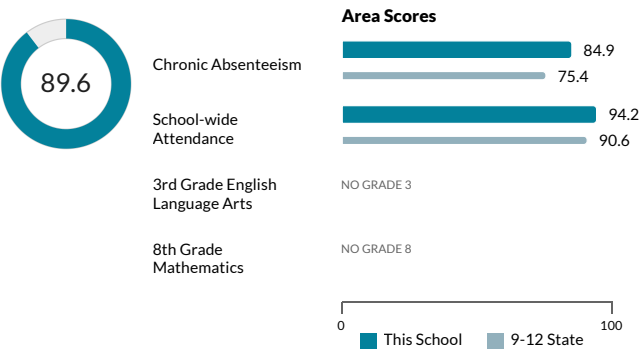 Area Scores
89.6
Chronic Absenteeism
84.9
75.4
School-wide
Attendance
94.2
90.6
3rd Grade English
Language Arts
NO GRADE 3
8th Grade
Mathematics
NO GRADE 8
0
100
This School
9-12 State